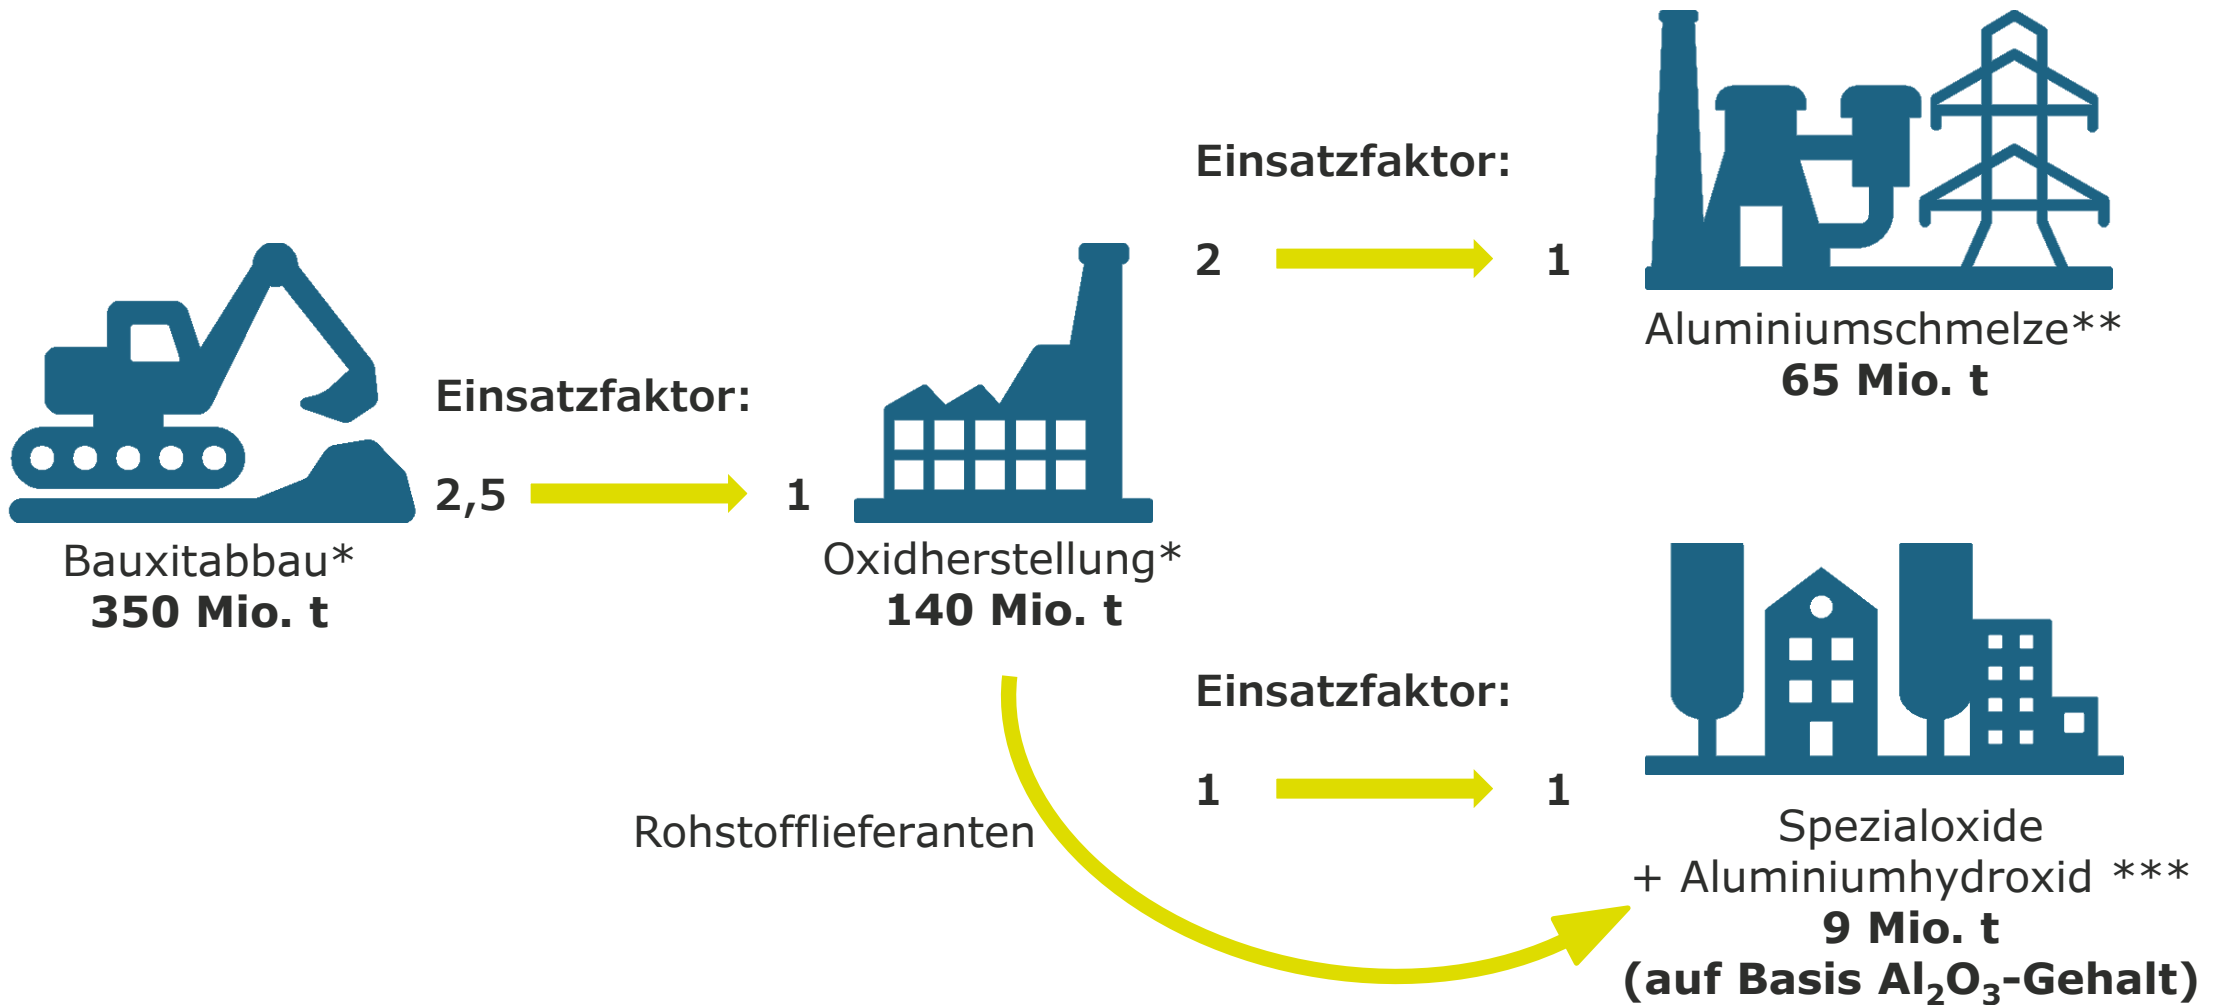 Einsatzfaktor:
2,5
1
Bauxitabbau*
350 Mio. t
Oxidherstellung*
140 Mio. t
Einsatzfaktor:
2
1
Aluminiumschmelze**
65 Mio. t
Rohstofflieferanten
Einsatzfaktor:
1
1
Spezialoxide
+ Aluminiumhydroxid ***
9 Mio. t
(auf Basis Al₂O₃-Gehalt)